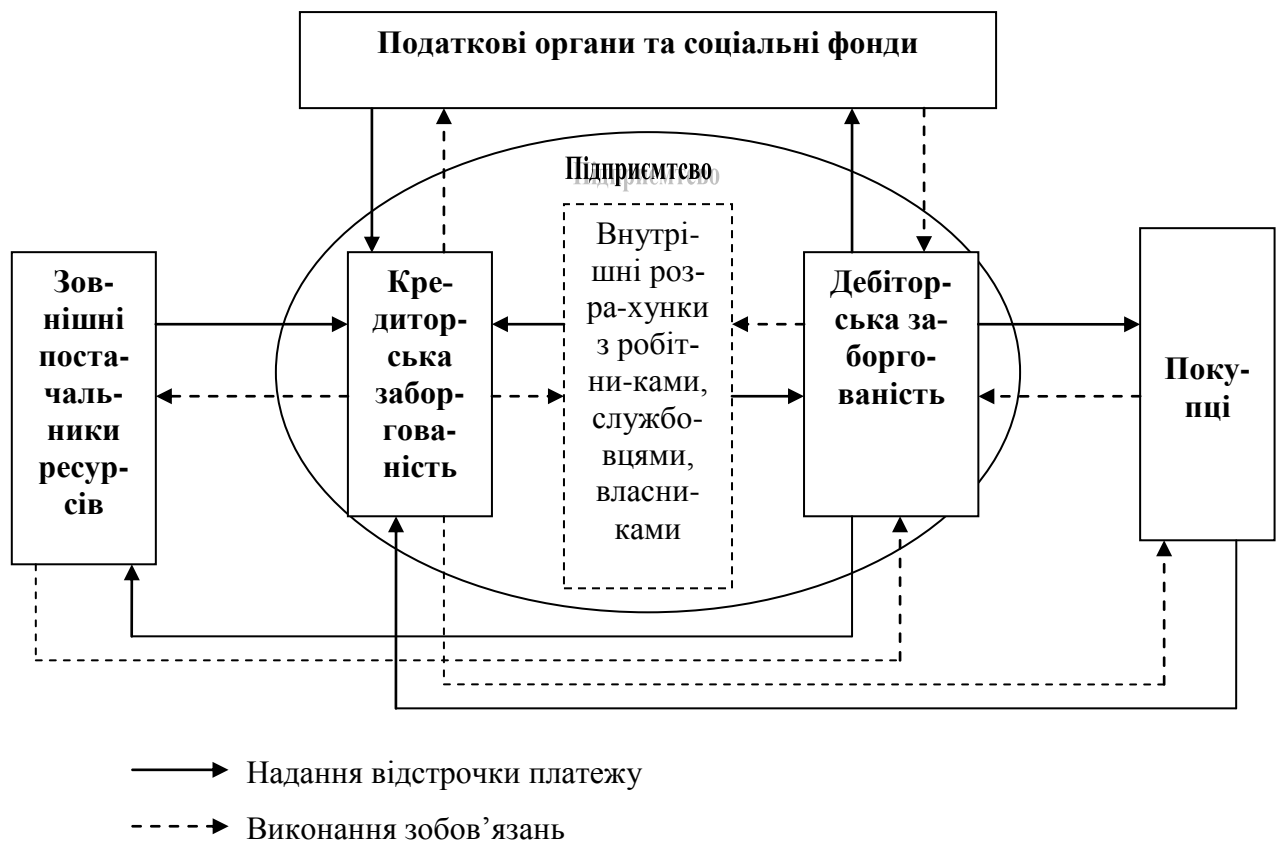 Податкові органи та соціальні фонди
Підприємтсво
Зов-
нішні
поста-
чаль-
ники
ресур-
сів
Кре-
дитор-
ська
забор-
гова-
ність
Внутрі-
шні роз-
ра-хунки
з робіт-
ни-ками,
службо-
вцями,
власни-
ками
Дебітор-
ська за-
борго-
ваність
Поку-
пці
Надання відстрочки платежу
Виконання зобов’язань